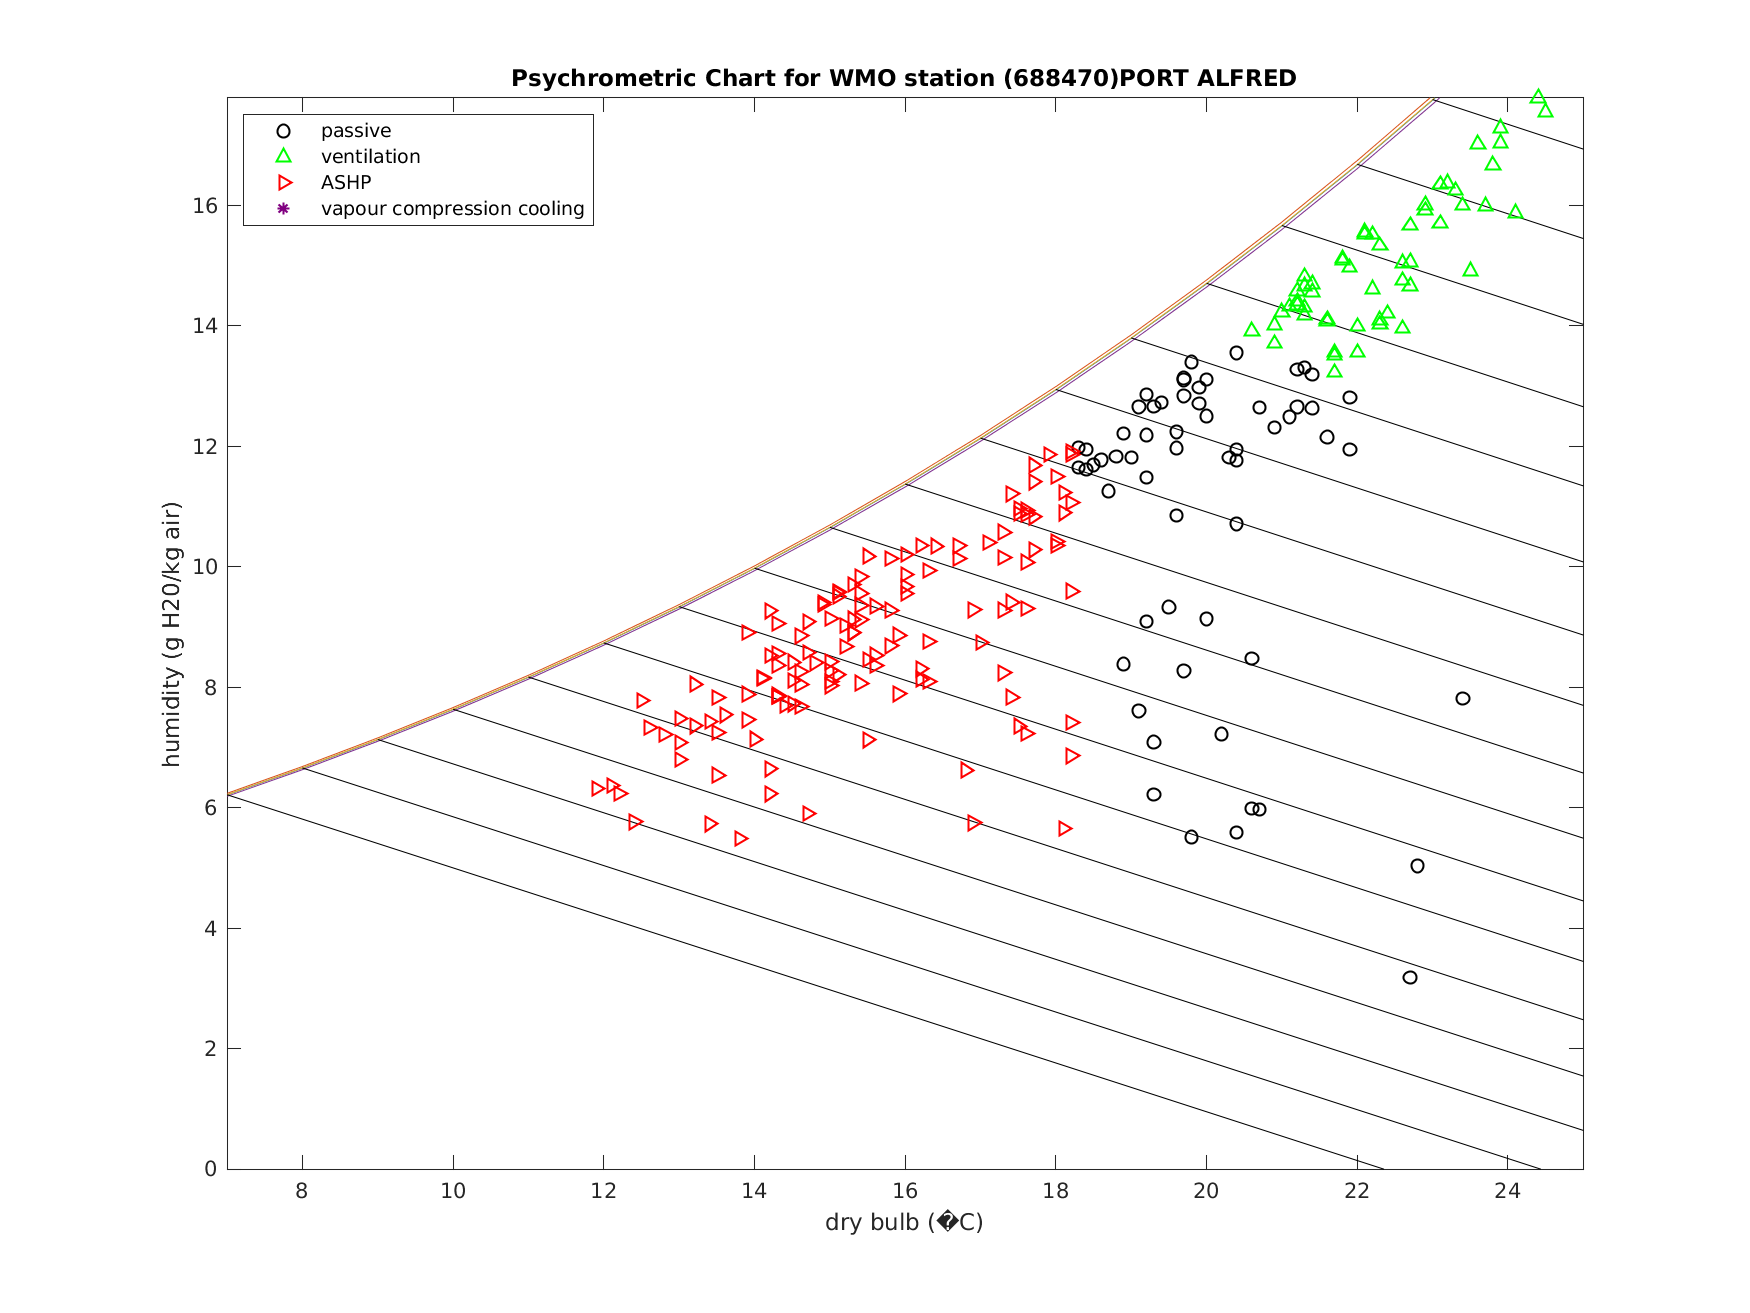 Psychrometric Chart for WMO station (688470)PORT ALFRED
passive
ventilation
ASHP
vapour compression cooling
humidity (g H20/kg air)
16
14
12
10
8
6
4
2
0
8 10 12 14 16 18 20 22 24
dry bulb (�C)